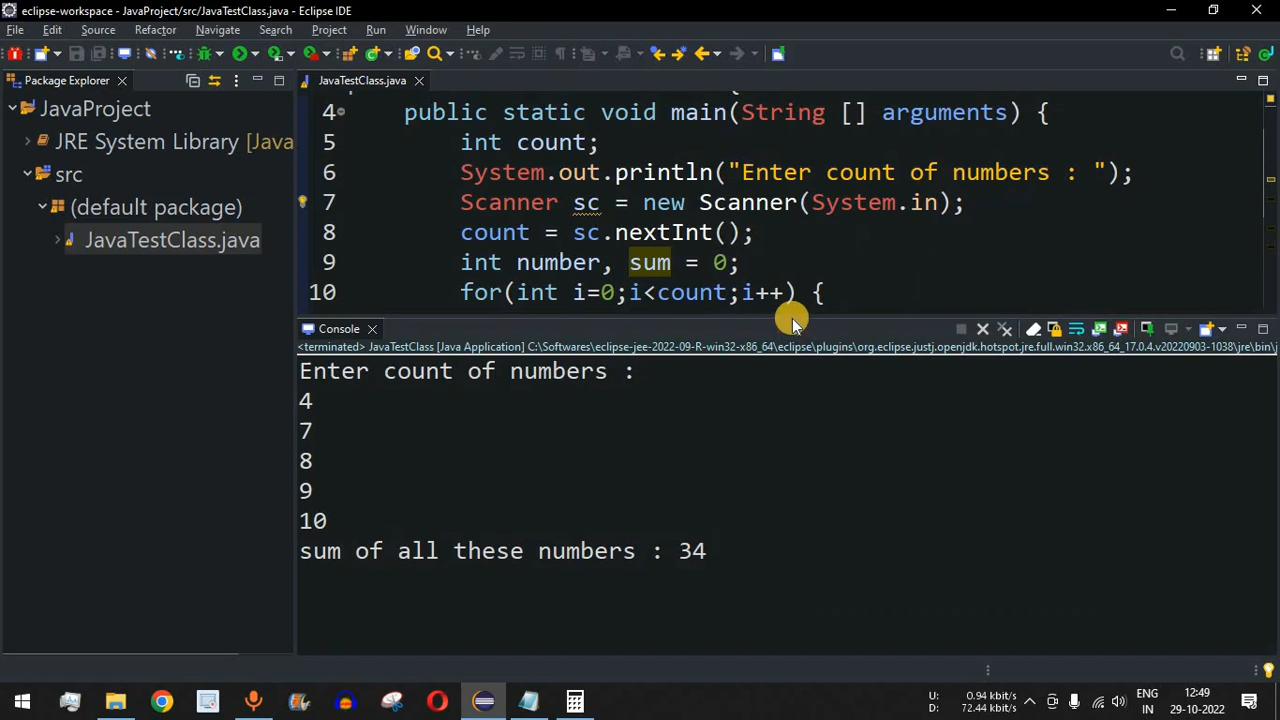 eclipse-workspace - JavaProject/src/JavaTestClass.java - Eclipse IDE
File Edit Source Refactor Navigate Search Project Run Window Help
Package Explorer
JavaProject
JRE System Library [Java
src
(default package)
JavaTestClass.java
JavaTestClass.java
4 public static void main(String [] arguments) {
5 int count;
6 System.out.println("Enter count of numbers : ");
7 Scanner sc = new Scanner(System.in);
8 count = sc.nextInt();
9 int number, sum = 0;
10 for(int i=0;i<count;i++) {
Console
<terminated> JavaTestClass [Java Application] C:\Softwares\eclipse-jee-2022-09-R-win32-x86_64\eclipse\plugins\org.eclipse.justj.openjdk.hotspot.jre.full.win32.x86_64_17.0.4.v20220903-1038\jre\bin\j
Enter count of numbers :
4
7
8
9
10
sum of all these numbers : 34
U: 0.94 kbit/s
D: 72.44 kbit/s
ENG
IN
12:49
29-10-2022